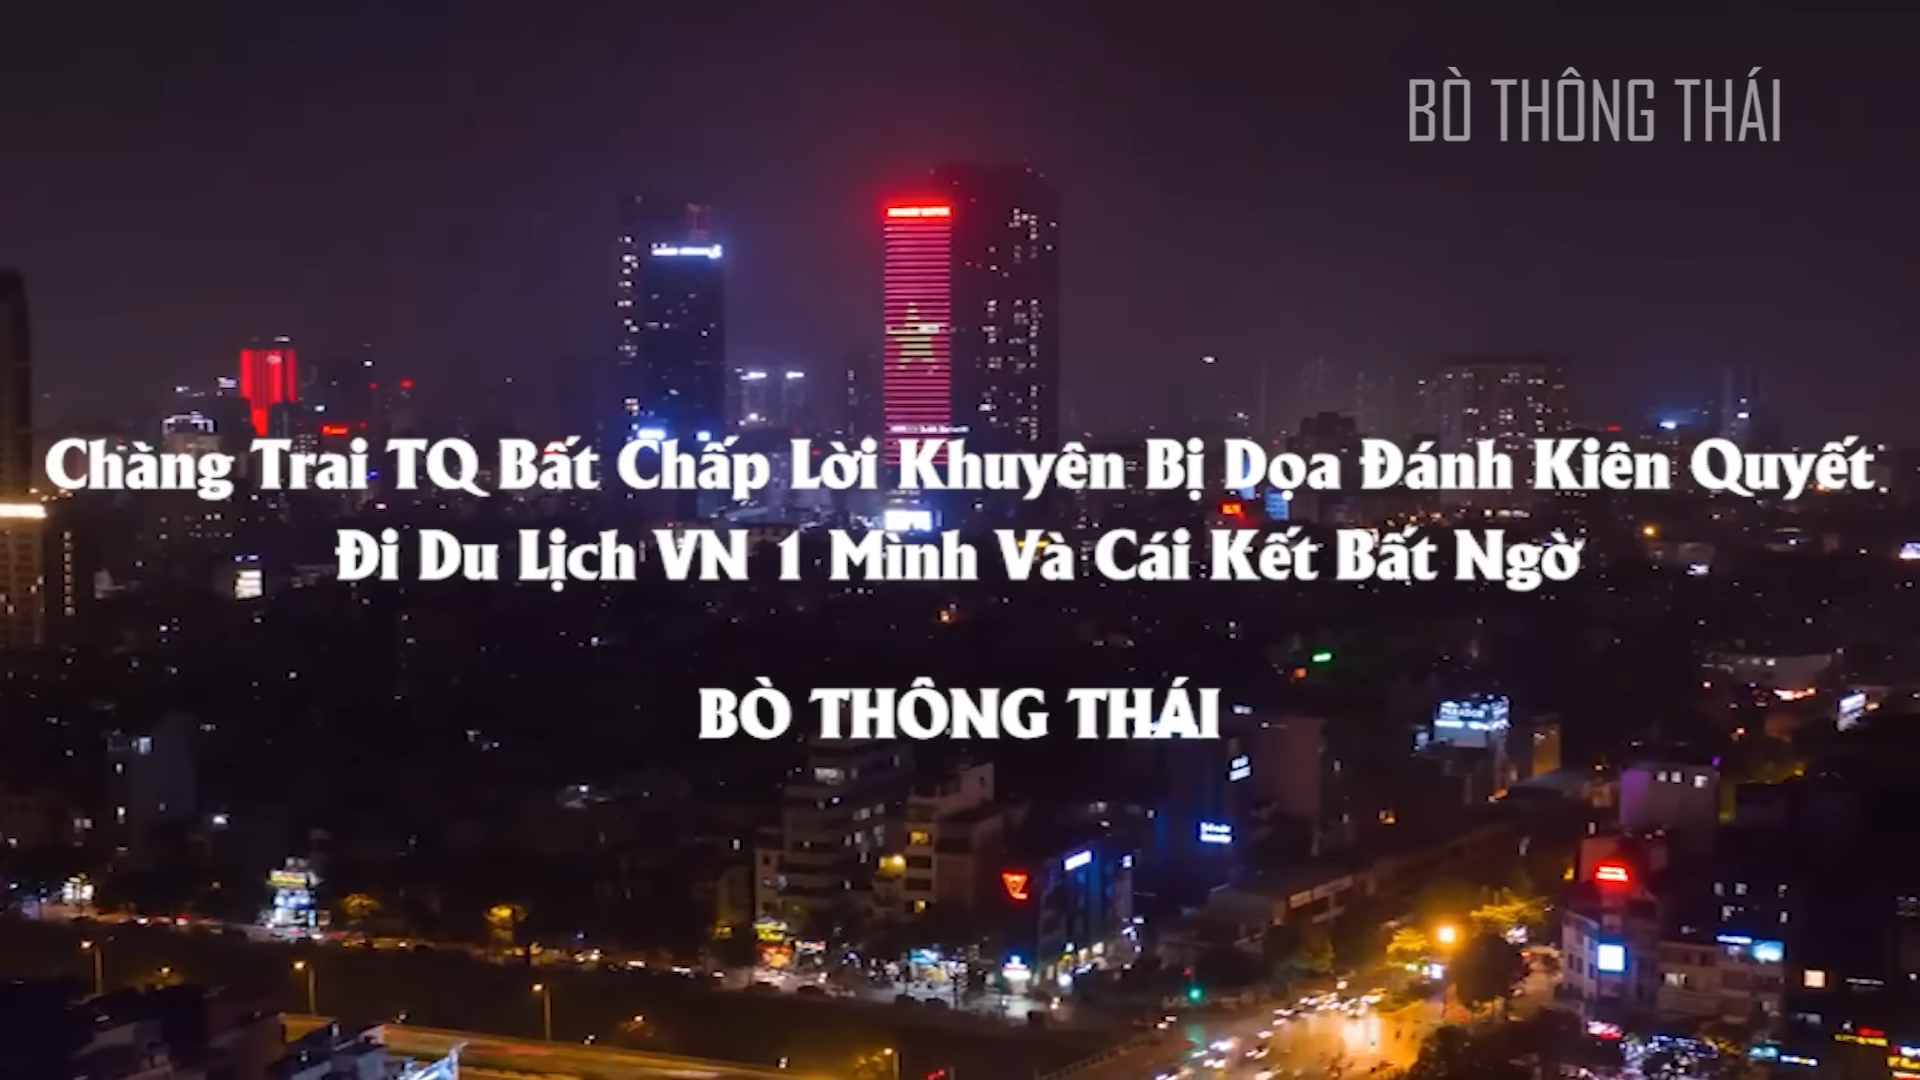 BÒ THÔNG THÁI
Chàng Trai TQ Bất Chấp Lời Khuyên Bị Dọa Đánh Kiên Quyết
Đi Du Lịch VN 1 Mình Và Cái Kết Bất Ngờ
BÒ THÔNG THÁI